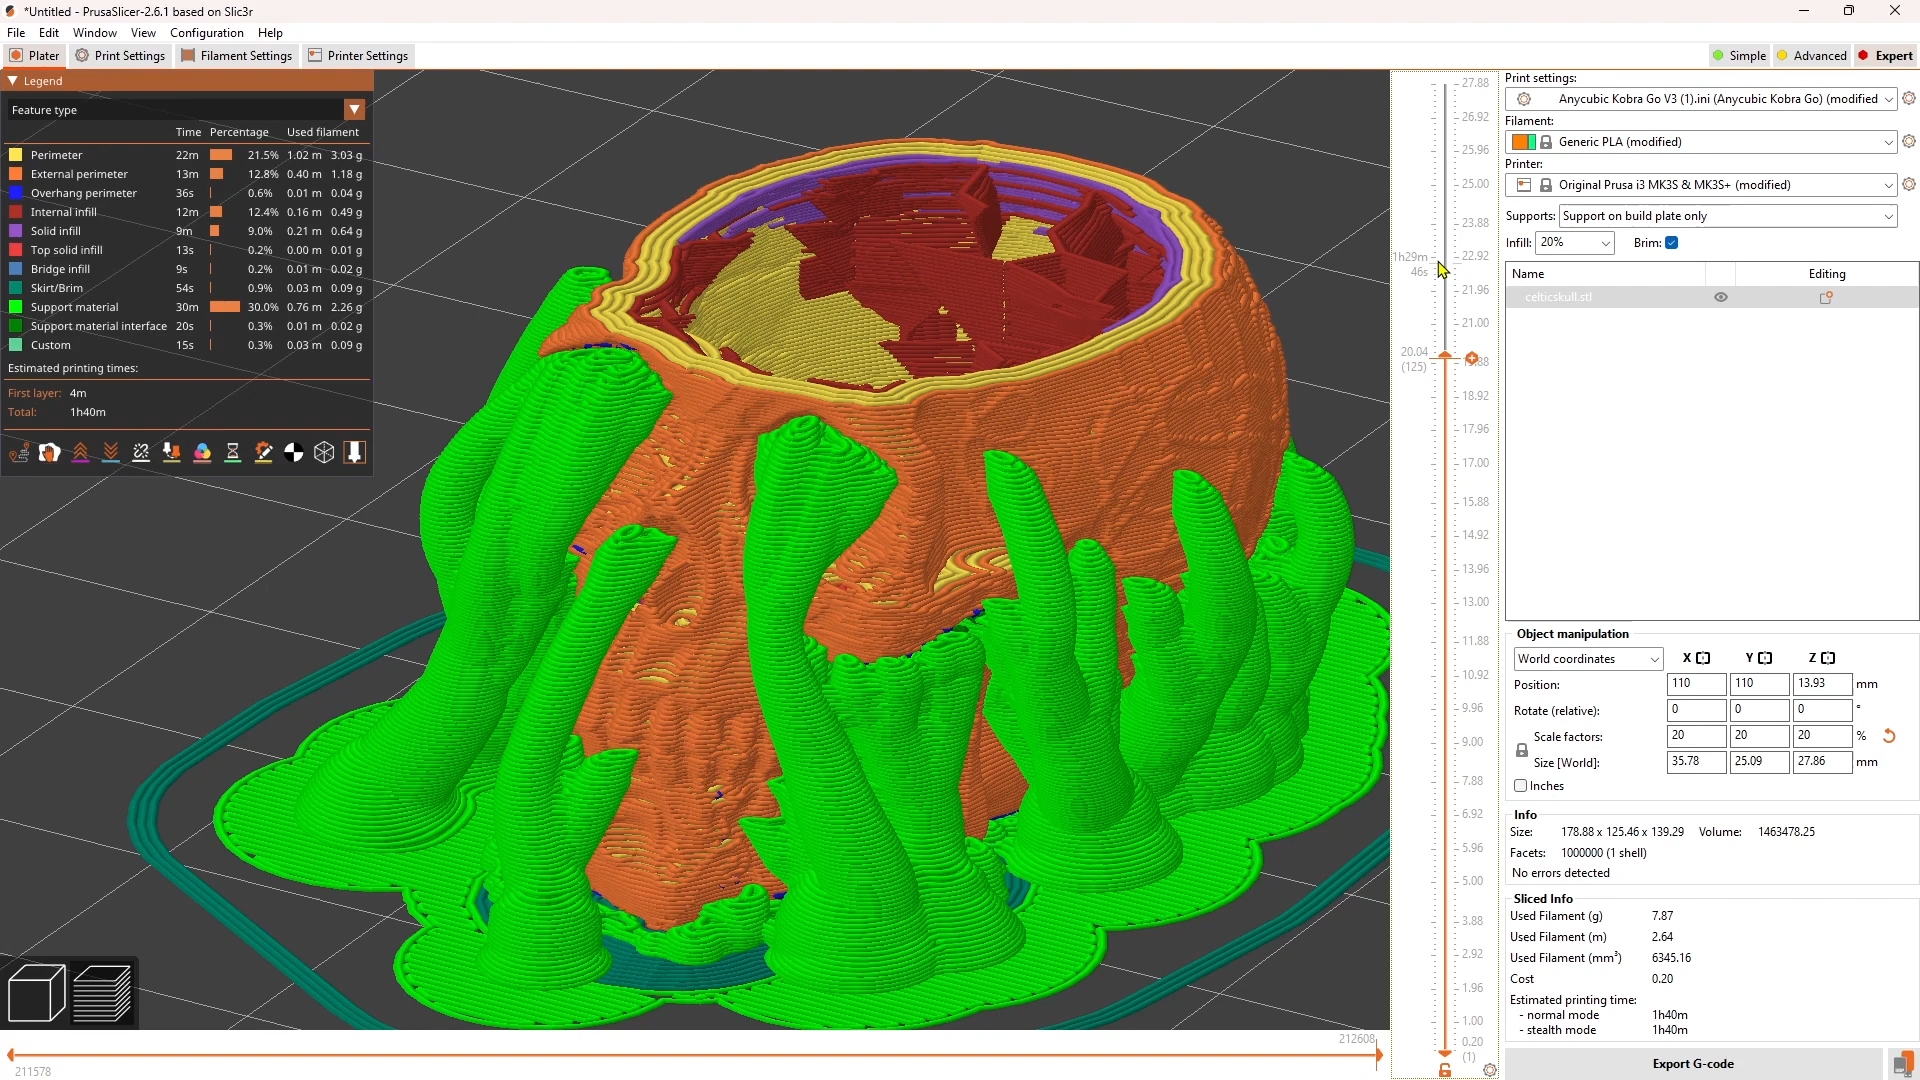 *Untitled - PrusaSlicer-2.6.1 based on Slic3r
File Edit Window View Configuration Help
Plater Print Settings Filament Settings Printer Settings
Simple Advanced Expert
Legend
Feature type
Time Percentage Used filament
Perimeter 22m 21.5% 1.02 m 3.03 g
External perimeter 13m 12.8% 0.40 m 1.18 g
Overhang perimeter 36s 0.6% 0.01 m 0.04 g
Internal infill 12m 12.4% 0.16 m 0.49 g
Solid infill 9m 9.0% 0.21 m 0.64 g
Top solid infill 13s 0.2% 0.00 m 0.01 g
Bridge infill 9s 0.2% 0.01 m 0.02 g
Skirt/Brim 54s 0.9% 0.03 m 0.09 g
Support material 30m 30.0% 0.76 m 2.26 g
Support material interface 20s 0.3% 0.01 m 0.02 g
Custom 15s 0.3% 0.03 m 0.09 g
Estimated printing times:
First layer: 4m
Total: 1h40m
211578
212608
27.88
26.92
25.96
25.00
23.88
1h29m
46s
22.92
21.96
21.00
20.04
(125)
18.92
17.96
17.00
15.88
14.92
13.96
13.00
11.88
10.92
9.96
9.00
7.88
6.92
5.96
5.00
3.88
2.92
1.96
1.00
0.20
(1)
Print settings:
Anycubic Kobra Go V3 (1).ini (Anycubic Kobra Go) (modified
Filament:
Generic PLA (modified)
Printer:
Original Prusa i3 MK3S & MK3S+ (modified)
Supports: Support on build plate only
Infill: 20% Brim:
Name Editing
celticskull.stl
Object manipulation
World coordinates X Y Z
Position: 110 110 13.93 mm
Rotate (relative): 0 0 0 °
Scale factors: 20 20 20 %
Size [World]: 35.78 25.09 27.86 mm
Inches
Info
Size: 178.88 x 125.46 x 139.29 Volume: 1463478.25
Facets: 1000000 (1 shell)
No errors detected
Sliced Info
Used Filament (g) 7.87
Used Filament (m) 2.64
Used Filament (mm³) 6345.16
Cost 0.20
Estimated printing time:
- normal mode 1h40m
- stealth mode 1h40m
Export G-code